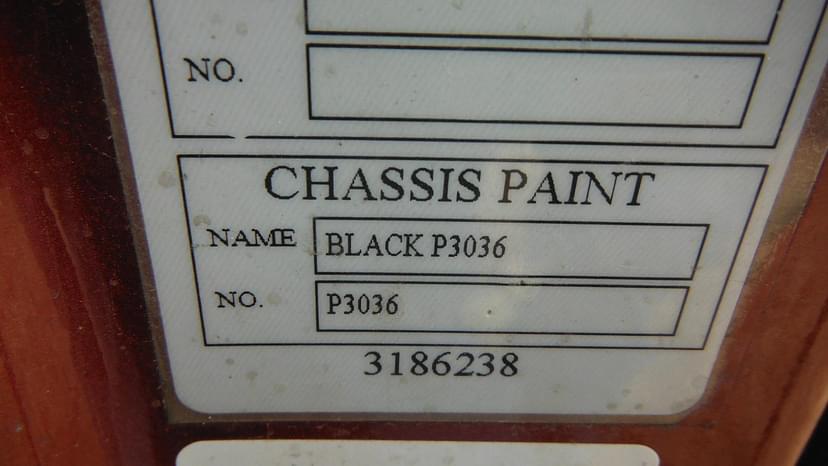 NO.
CHASSIS PAINT
NAME BLACK P3036
NO. P3036
3186238